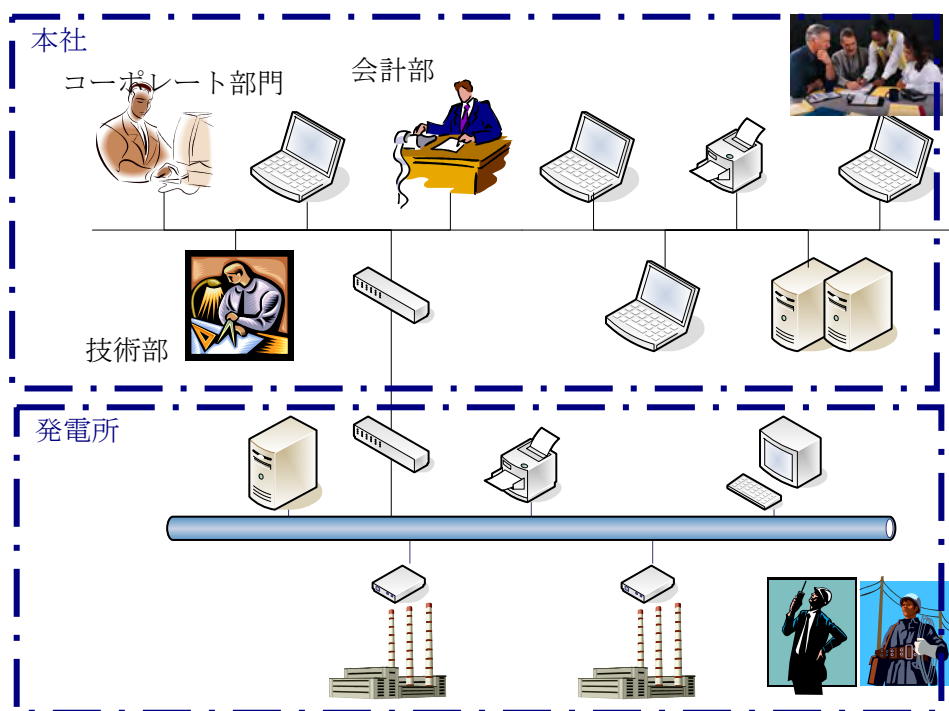 本社
コーポレート部門
会計部
技術部
発電所